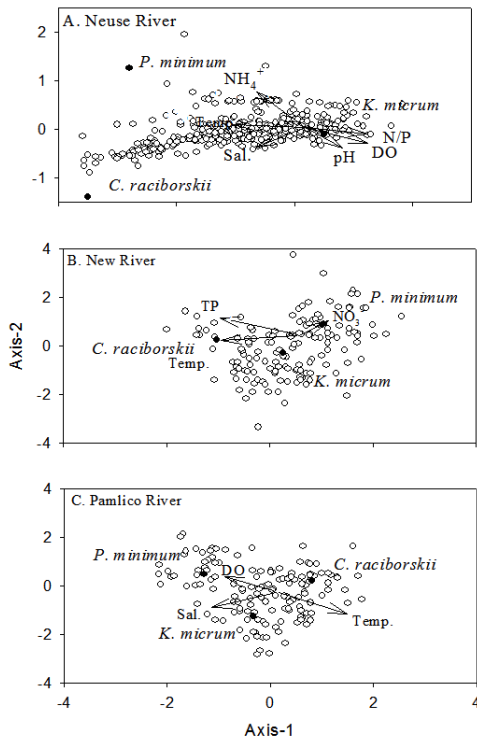 A. Neuse River
2
1
0
-1
P. minimum
NH4+
K. micrum
Temp.
Sal.
N/P
DO
pH
C. raciborskii
B. New River
4
2
0
-2
-4
TP
NO3-
P. minimum
C. raciborskii
Temp.
K. micrum
Axis-2
C. Pamlico River
4
2
0
-2
-4
P. minimum
DO
C. raciborskii
Sal.
K. micrum
Temp.
-4 -2 0 2 4
Axis-1